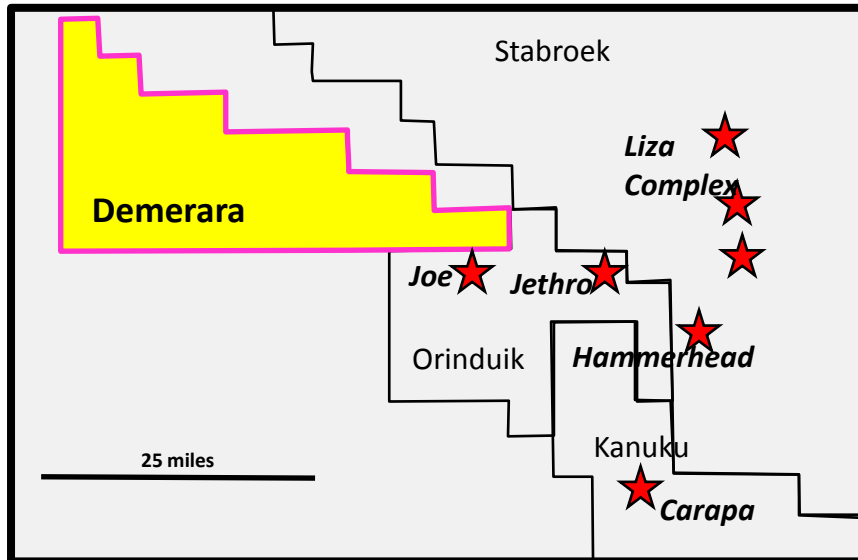 Stabroek
Liza
Complex
Demerara
Joe
Jethro
Orinduik
Hammerhead
Kanuku
25 miles
Carapa